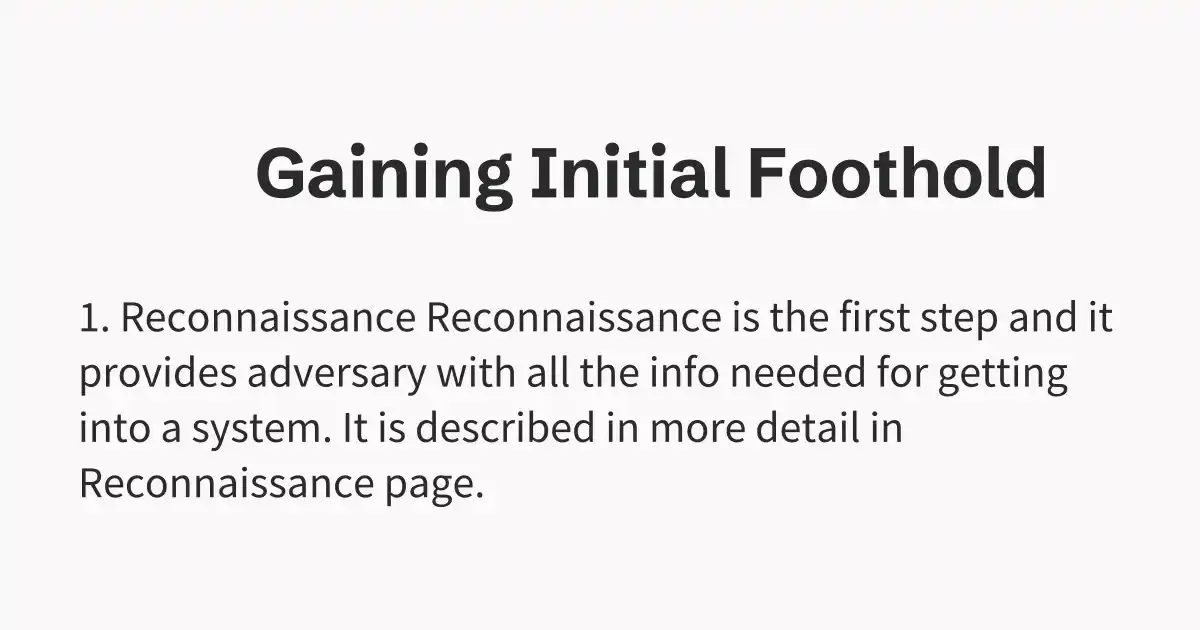 Gaining Initial Foothold
1. Reconnaissance Reconnaissance is the first step and it
provides adversary with all the info needed for getting
into a system. It is described in more detail in
Reconnaissance page.